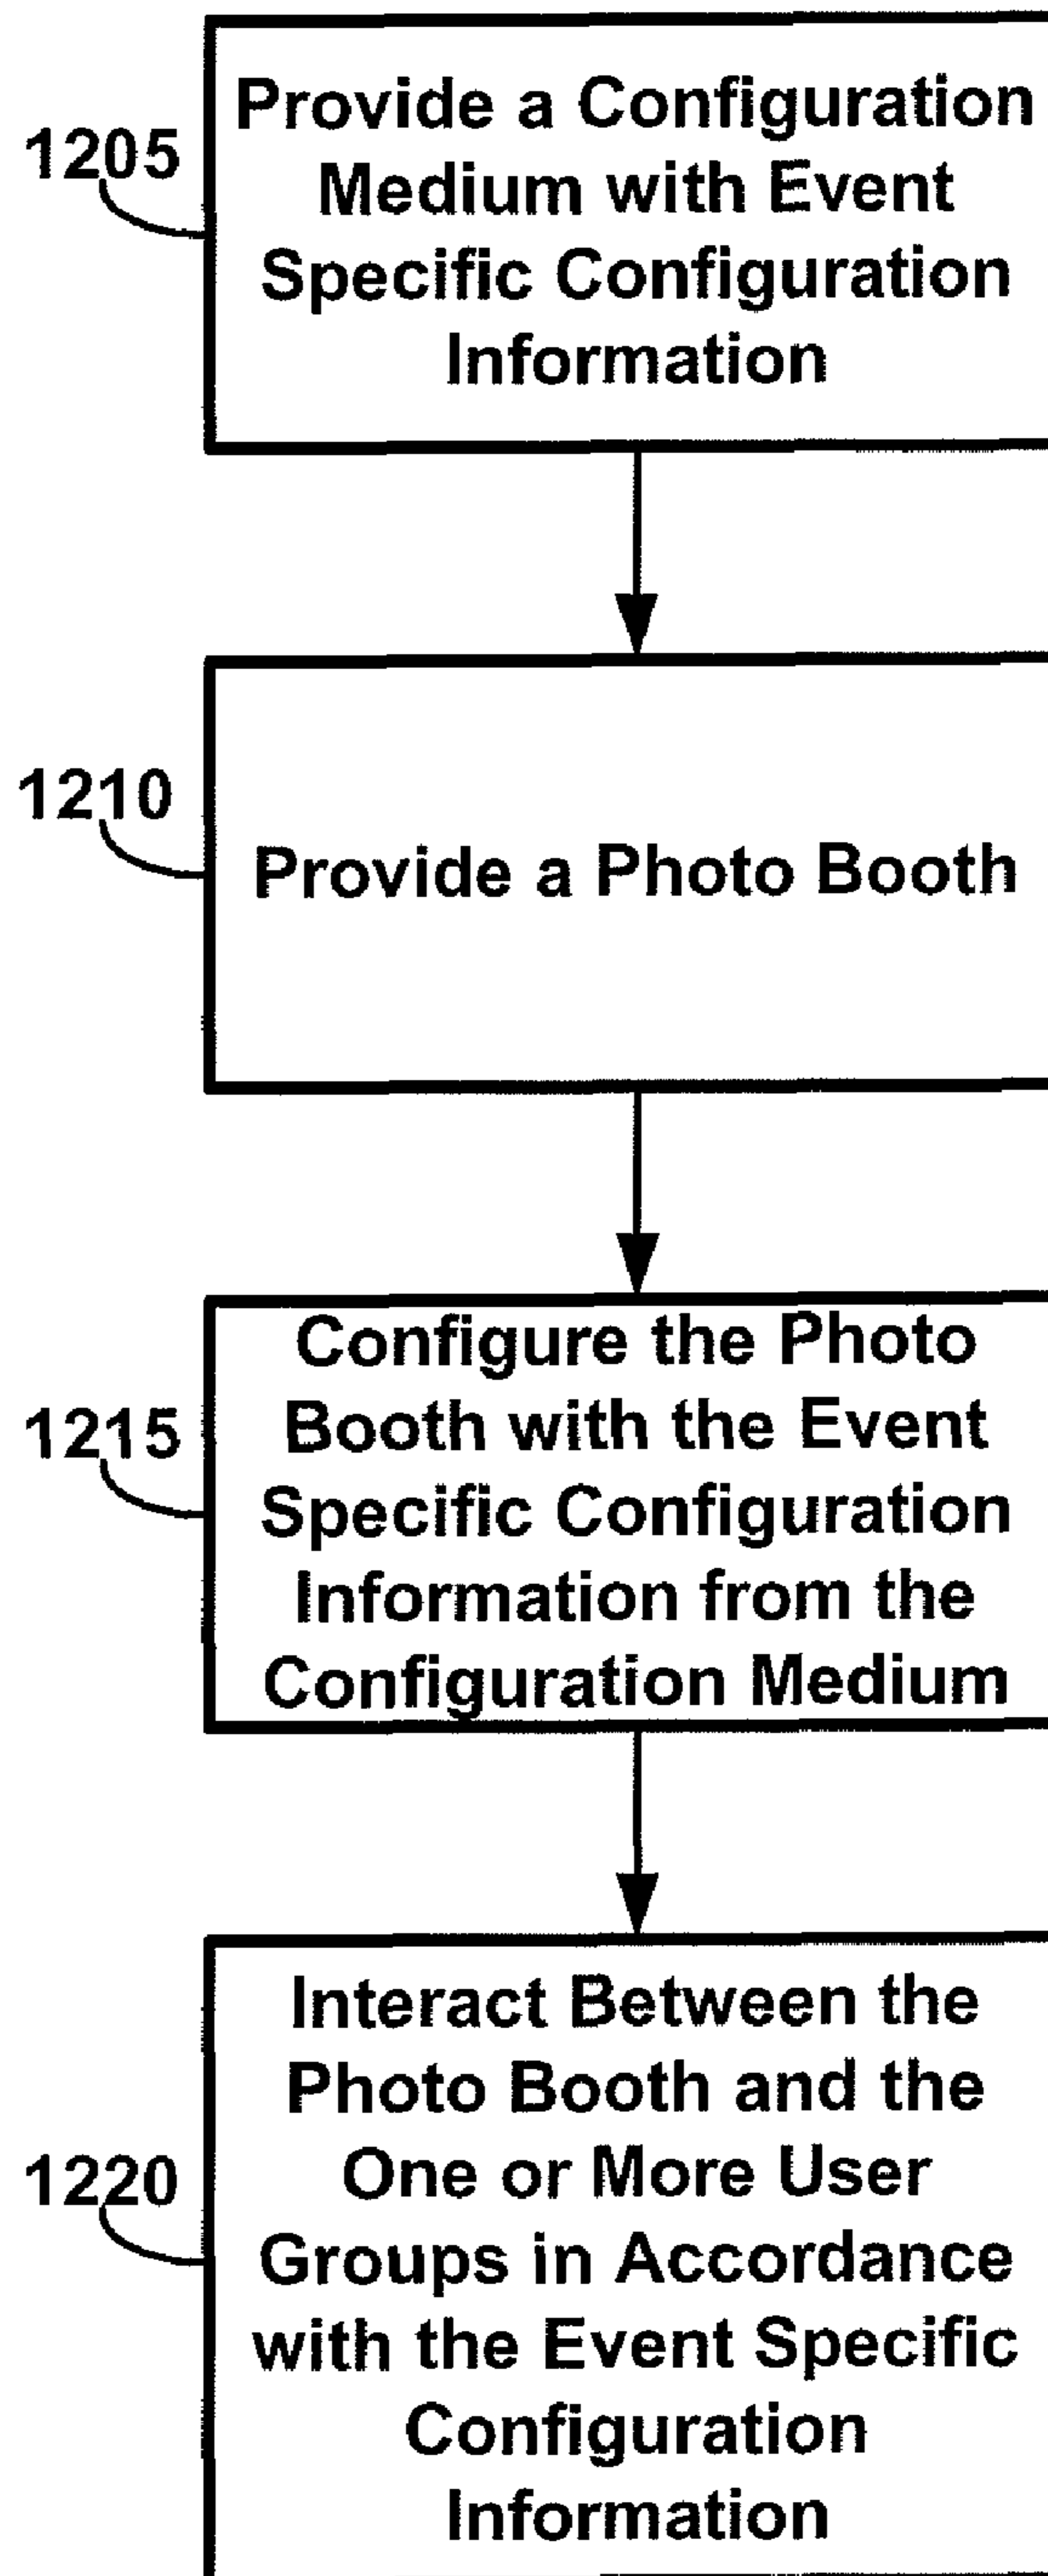 1205
Provide a Configuration
Medium with Event
Specific Configuration
Information
1210
Provide a Photo Booth
1215
Configure the Photo
Booth with the Event
Specific Configuration
Information from the
Configuration Medium
1220
Interact Between the
Photo Booth and the
One or More User
Groups in Accordance
with the Event Specific
Configuration
Information